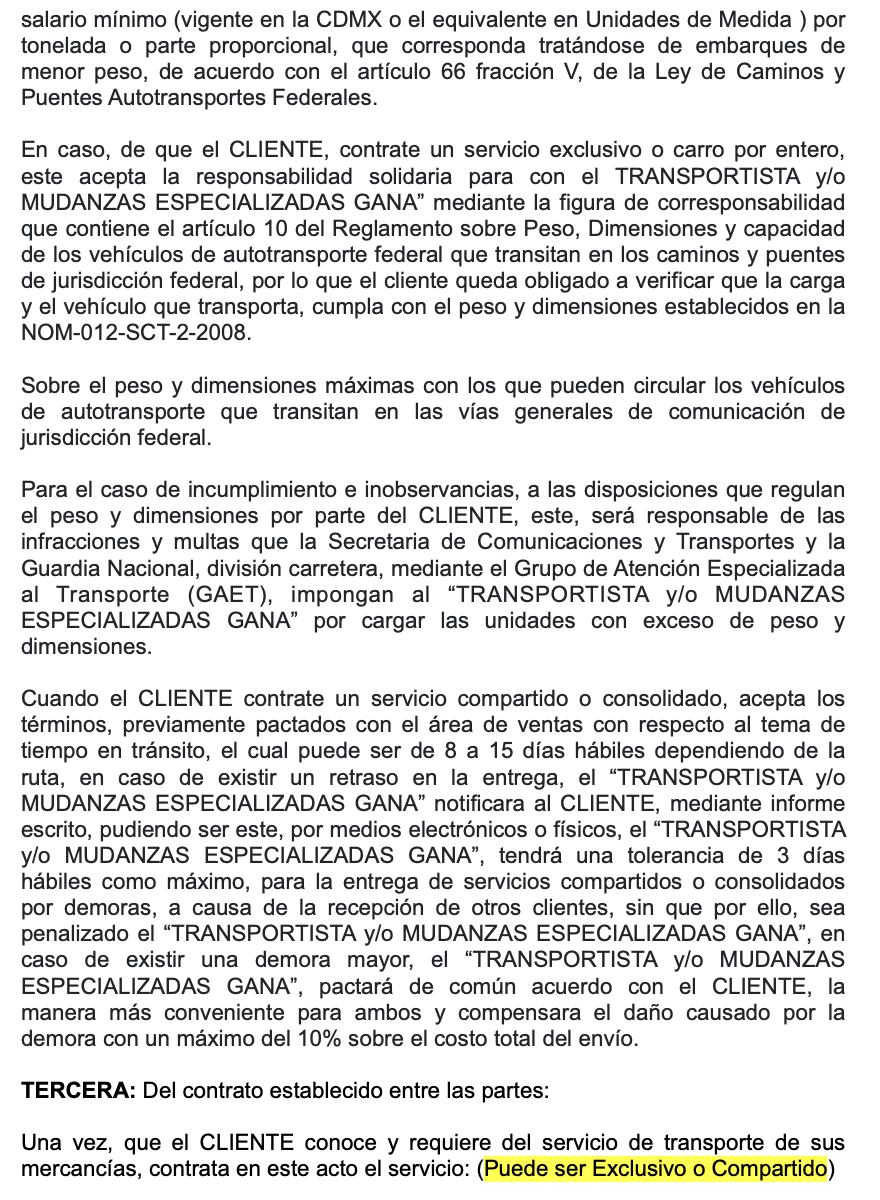 salario mínimo (vigente en la CDMX o el equivalente en Unidades de Medida ) por
tonelada o parte proporcional, que corresponda tratándose de embarques de
menor peso, de acuerdo con el artículo 66 fracción V, de la Ley de Caminos y
Puentes Autotransportes Federales.
En caso, de que el CLIENTE, contrate un servicio exclusivo o carro por entero,
este acepta la responsabilidad solidaria para con el TRANSPORTISTA y/o
MUDANZAS ESPECIALIZADAS GANA” mediante la figura de corresponsabilidad
que contiene el artículo 10 del Reglamento sobre Peso, Dimensiones y capacidad
de los vehículos de autotransporte federal que transitan en los caminos y puentes
de jurisdicción federal, por lo que el cliente queda obligado a verificar que la carga
y el vehículo que transporta, cumpla con el peso y dimensiones establecidos en la
NOM-012-SCT-2-2008.
Sobre el peso y dimensiones máximas con los que pueden circular los vehículos
de autotransporte que transitan en las vías generales de comunicación de
jurisdicción federal.
Para el caso de incumplimiento e inobservancias, a las disposiciones que regulan
el peso y dimensiones por parte del CLIENTE, este, será responsable de las
infracciones y multas que la Secretaria de Comunicaciones y Transportes y la
Guardia Nacional, división carretera, mediante el Grupo de Atención Especializada
al Transporte (GAET), impongan al “TRANSPORTISTA y/o MUDANZAS
ESPECIALIZADAS GANA” por cargar las unidades con exceso de peso y
dimensiones.
Cuando el CLIENTE contrate un servicio compartido o consolidado, acepta los
términos, previamente pactados con el área de ventas con respecto al tema de
tiempo en tránsito, el cual puede ser de 8 a 15 días hábiles dependiendo de la
ruta, en caso de existir un retraso en la entrega, el “TRANSPORTISTA y/o
MUDANZAS ESPECIALIZADAS GANA” notificara al CLIENTE, mediante informe
escrito, pudiendo ser este, por medios electrónicos o físicos, el “TRANSPORTISTA
y/o MUDANZAS ESPECIALIZADAS GANA”, tendrá una tolerancia de 3 días
hábiles como máximo, para la entrega de servicios compartidos o consolidados
por demoras, a causa de la recepción de otros clientes, sin que por ello, sea
penalizado el “TRANSPORTISTA y/o MUDANZAS ESPECIALIZADAS GANA”, en
caso de existir una demora mayor, el “TRANSPORTISTA y/o MUDANZAS
ESPECIALIZADAS GANA”, pactará de común acuerdo con el CLIENTE, la
manera más conveniente para ambos y compensara el daño causado por la
demora con un máximo del 10% sobre el costo total del envío.
TERCERA: Del contrato establecido entre las partes:
Una vez, que el CLIENTE conoce y requiere del servicio de transporte de sus
mercancías, contrata en este acto el servicio: (Puede ser Exclusivo o Compartido)